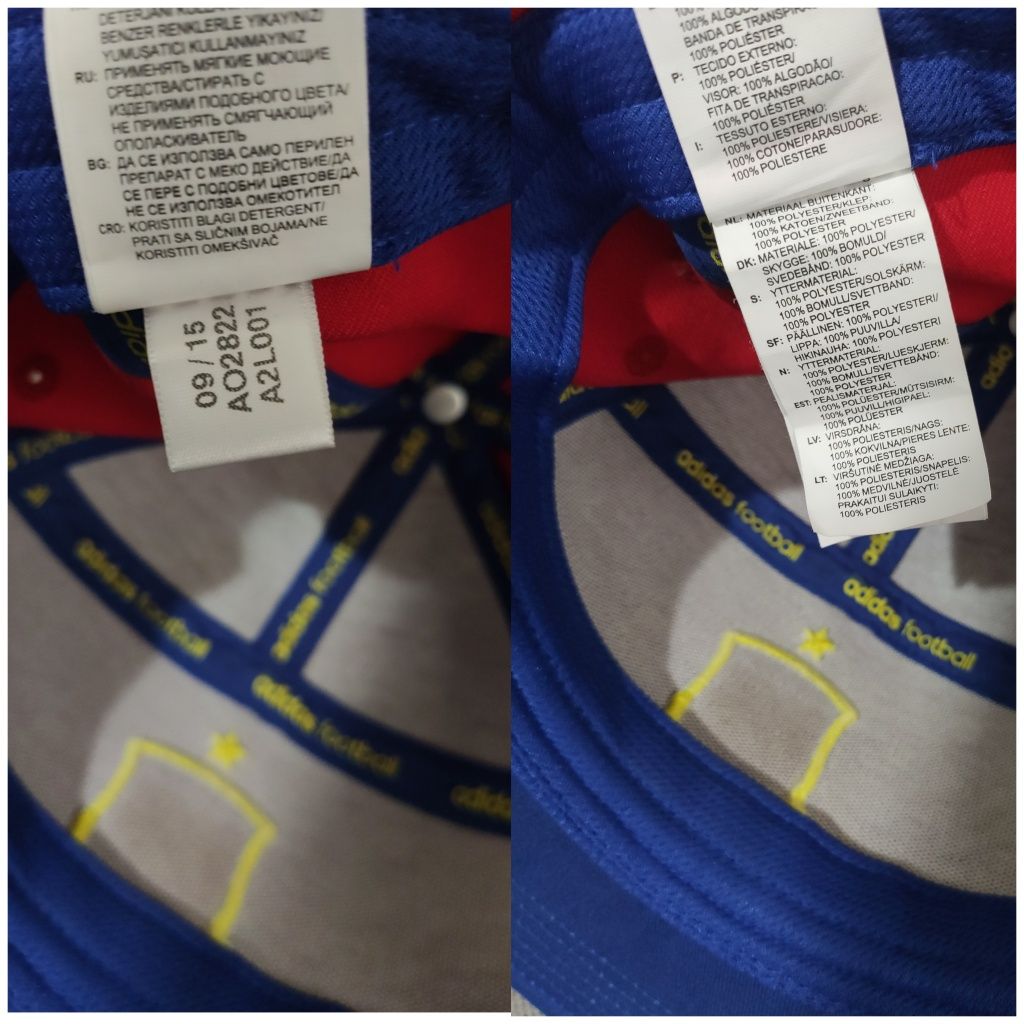 BENZER RENKLERLE YIKAYINIZ/
YUMUŞATICI KULLANMAYINIZ
RU: ПРИМЕНЯТЬ МЯГКИЕ МОЮЩИЕ
СРЕДСТВА/СТИРАТЬ С
ИЗДЕЛИЯМИ ПОДОБНОГО ЦВЕТА/
НЕ ПРИМЕНЯТЬ СМЯГЧАЮЩИЙ
ОПОЛАСКИВАТЕЛЬ
BG: ДА СЕ ИЗПОЛЗВА САМО ПЕРИЛЕН
ПРЕПАРАТ С МЕКО ДЕЙСТВИЕ/ДА
СЕ ПЕРЕ С ПОДОБНИ ЦВЕТОВЕ/ДА
НЕ СЕ ИЗПОЛЗВА ОМЕКОТИТЕЛ
CRO: KORISTITI BLAGI DETERGENT/
PRATI SA SLIČNIM BOJAMA/NE
KORISTITI OMEKŠIVAČ
09 / 15
AO2822
A2L001
adidas football
adidas football
adidas football
BANDA DE TRANSPIRA
100% POLIÉSTER
P: TECIDO EXTERNO:
100% POLIÉSTER/
VISOR: 100% ALGODÃO/
FITA DE TRANSPIRACAO:
100% POLIÉSTER
I: TESSUTO ESTERNO:
100% POLIESTERE/VISIERA:
100% COTONE/PARASUDORE:
100% POLIESTERE
NL: MATERIAAL BUITENKANT:
100% POLYESTER/KLEP:
100% KATOEN/ZWEETBAND:
100% POLYESTER
DK: MATERIALE: 100% POLYESTER/
SKYGGE: 100% BOMULD/
SVEDEBÅND: 100% POLYESTER
S: YTTERMATERIAL:
100% POLYESTER/SOLSKÄRM:
100% BOMULL/SVETTBAND:
100% POLYESTER
SF: PÄÄLLINEN: 100% POLYESTERI/
LIPPA: 100% PUUVILLA/
HIKINAUHA: 100% POLYESTERI
N: YTTERMATERIAL:
100% POLYESTER/LUESKJERM:
100% BOMULL/SVETTEBÅND:
100% POLYESTER
EST: PEALISMATERJAL:
100% POLÜESTER/MÜTSISIRM:
100% PUUVILL/HIGIPAEL:
100% POLÜESTER
LV: VIRSDRĀNA:
100% POLIESTERIS/NAGS:
100% KOKVILNA/PIERES LENTE:
100% POLIESTERIS
LT: VIRŠUTINĖ MEDŽIAGA:
100% POLIESTERIS/SNAPELIS:
100% MEDVILNĖ/JUOSTELĖ
PRAKAITUI SULAIKYTI:
100% POLIESTERIS
adidas football
adidas football